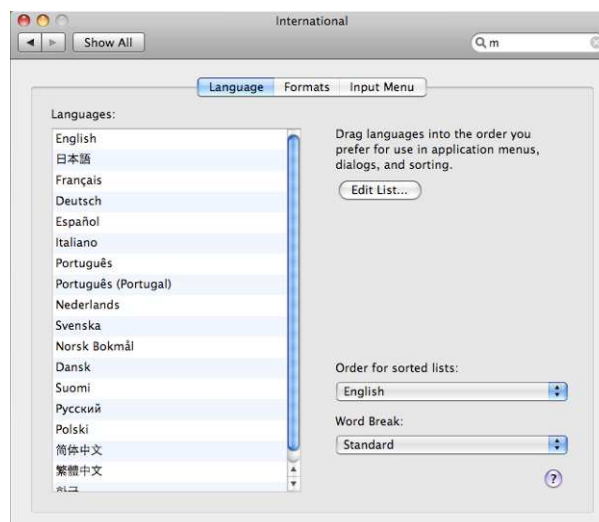 International
Show All
m
Language Formats Input Menu
Languages:
English
日本語
Français
Deutsch
Español
Italiano
Português
Português (Portugal)
Nederlands
Svenska
Norsk Bokmål
Dansk
Suomi
Русский
Polski
简体中文
繁體中文
Drag languages into the order you
prefer for use in application menus,
dialogs, and sorting.
Edit List...
Order for sorted lists:
English
Word Break:
Standard
?